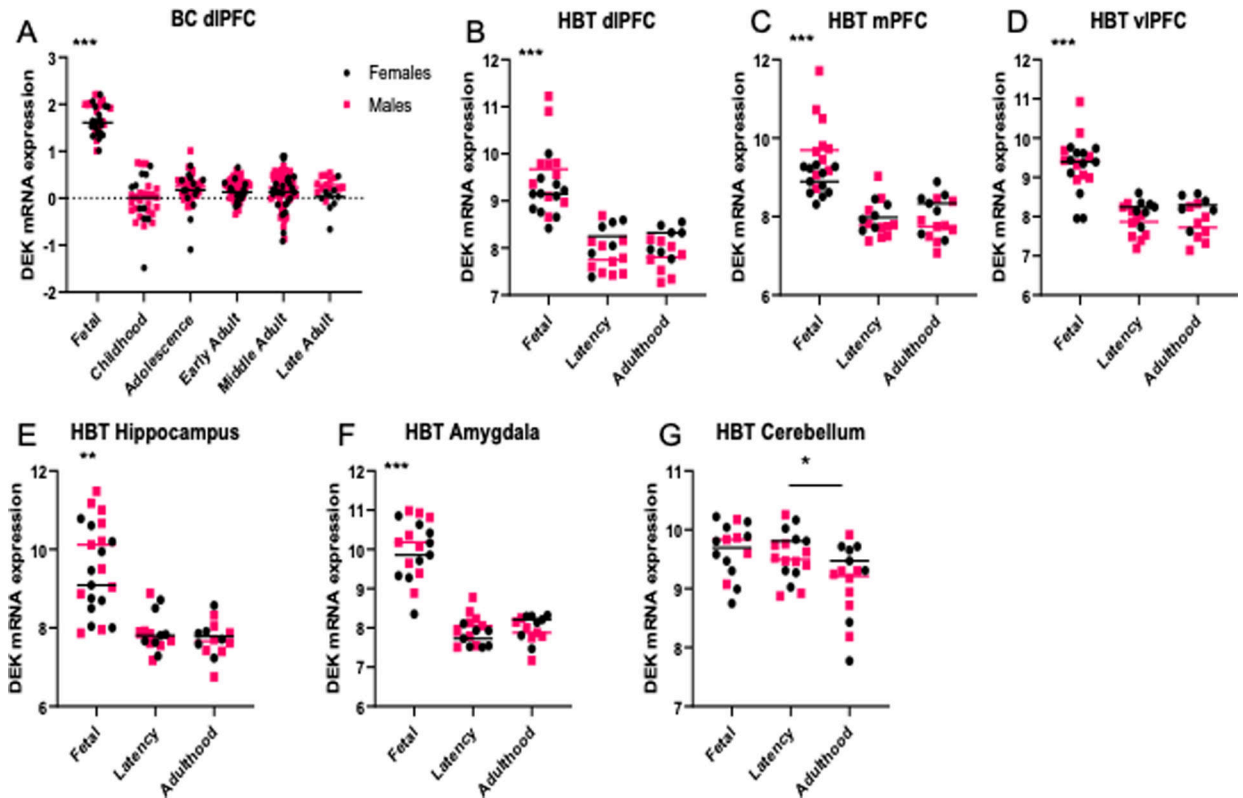 A
BC dlPFC
***
DEK mRNA expression
3
2
1
0
-1
-2
Fetal
Childhood
Adolescence
Early Adult
Middle Adult
Late Adult
Females
Males
B
HBT dlPFC
***
DEK mRNA expression
12
11
10
9
8
7
Fetal
Latency
Adulthood
C
HBT mPFC
***
DEK mRNA expression
12
10
8
6
Fetal
Latency
Adulthood
D
HBT vlPFC
***
DEK mRNA expression
12
11
10
9
8
7
6
Fetal
Latency
Adulthood
E
HBT Hippocampus
**
DEK mRNA expression
12
10
8
6
Fetal
Latency
Adulthood
F
HBT Amygdala
***
DEK mRNA expression
12
11
10
9
8
7
6
Fetal
Latency
Adulthood
G
HBT Cerebellum
*
DEK mRNA expression
11
10
9
8
7
Fetal
Latency
Adulthood